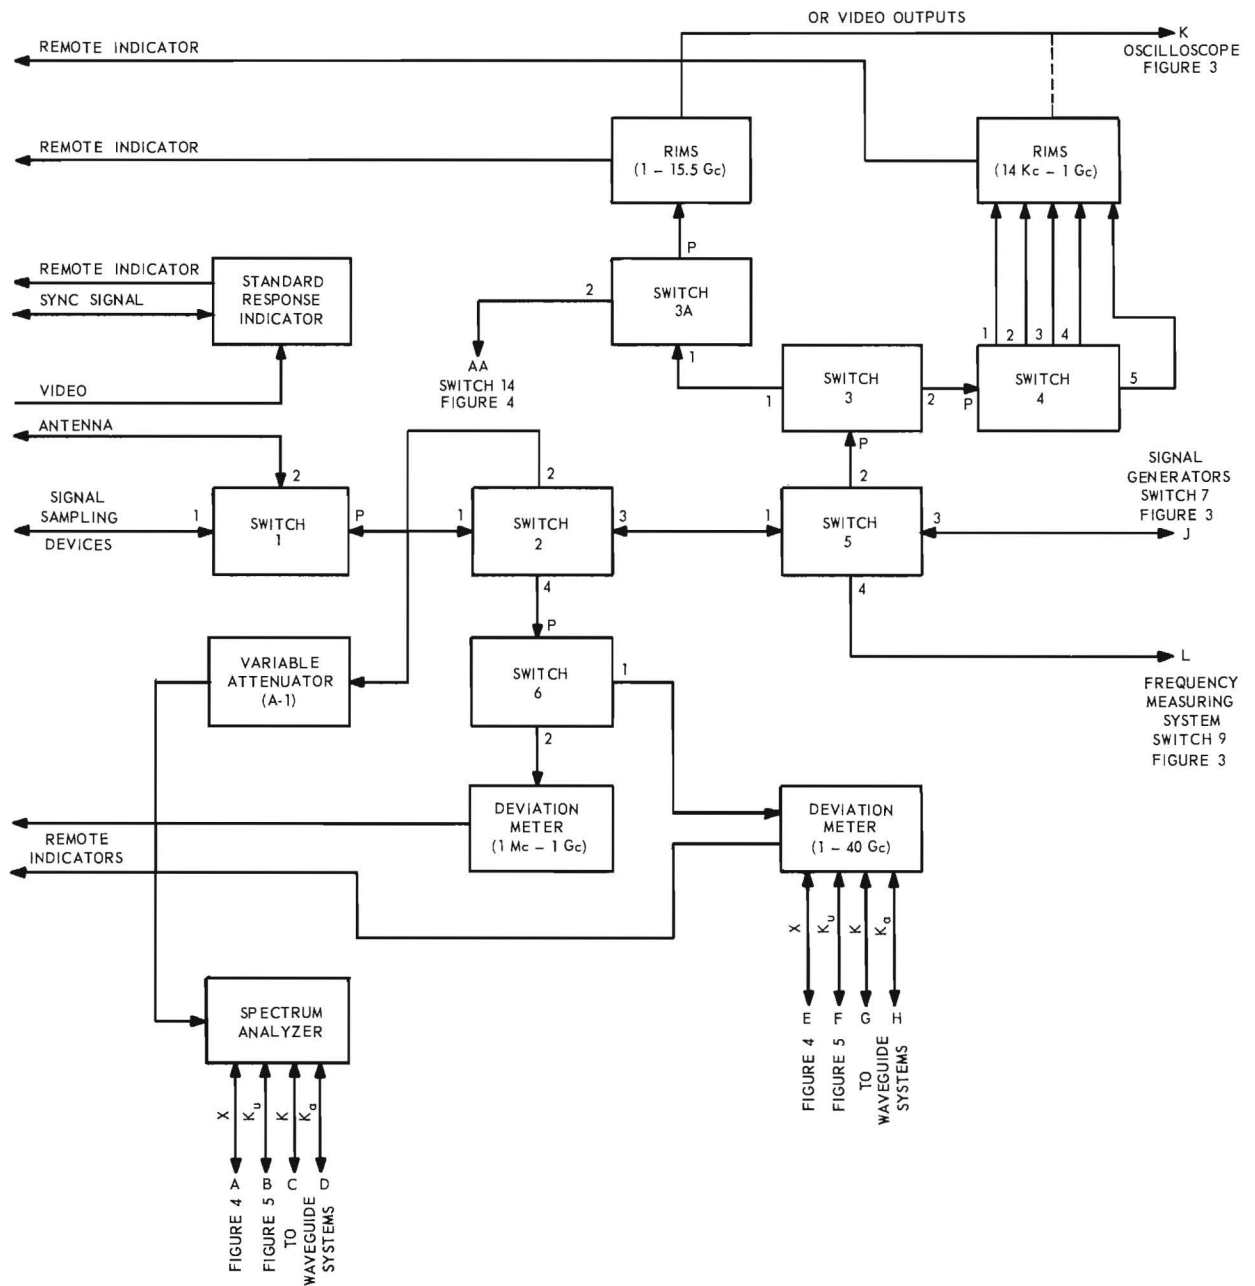 OR VIDEO OUTPUTS
K
OSCILLOSCOPE
FIGURE 3
REMOTE INDICATOR
REMOTE INDICATOR
RIMS
(1 – 15.5 Gc)
RIMS
(14 Kc – 1 Gc)
P
REMOTE INDICATOR
SYNC SIGNAL
STANDARD
RESPONSE
INDICATOR
2
SWITCH
3A
1
AA
SWITCH 14
FIGURE 4
1
SWITCH
3
2
P
P
1
2
3
4
SWITCH
4
5
VIDEO
ANTENNA
2
SIGNAL
SAMPLING
DEVICES
1
SWITCH
1
P
2
1
SWITCH
2
3
4
2
1
SWITCH
5
3
4
SIGNAL
GENERATORS
SWITCH 7
FIGURE 3
J
L
FREQUENCY
MEASURING
SYSTEM
SWITCH 9
FIGURE 3
VARIABLE
ATTENUATOR
(A-1)
P
SWITCH
6
1
2
DEVIATION
METER
(1 Mc – 1 Gc)
DEVIATION
METER
(1 – 40 Gc)
REMOTE
INDICATORS
X
Ku
K
Ka
E
F
G
H
FIGURE 4
FIGURE 5
TO
WAVEGUIDE
SYSTEMS
SPECTRUM
ANALYZER
X
Ku
K
Ka
A
B
C
D
FIGURE 4
FIGURE 5
TO
WAVEGUIDE
SYSTEMS